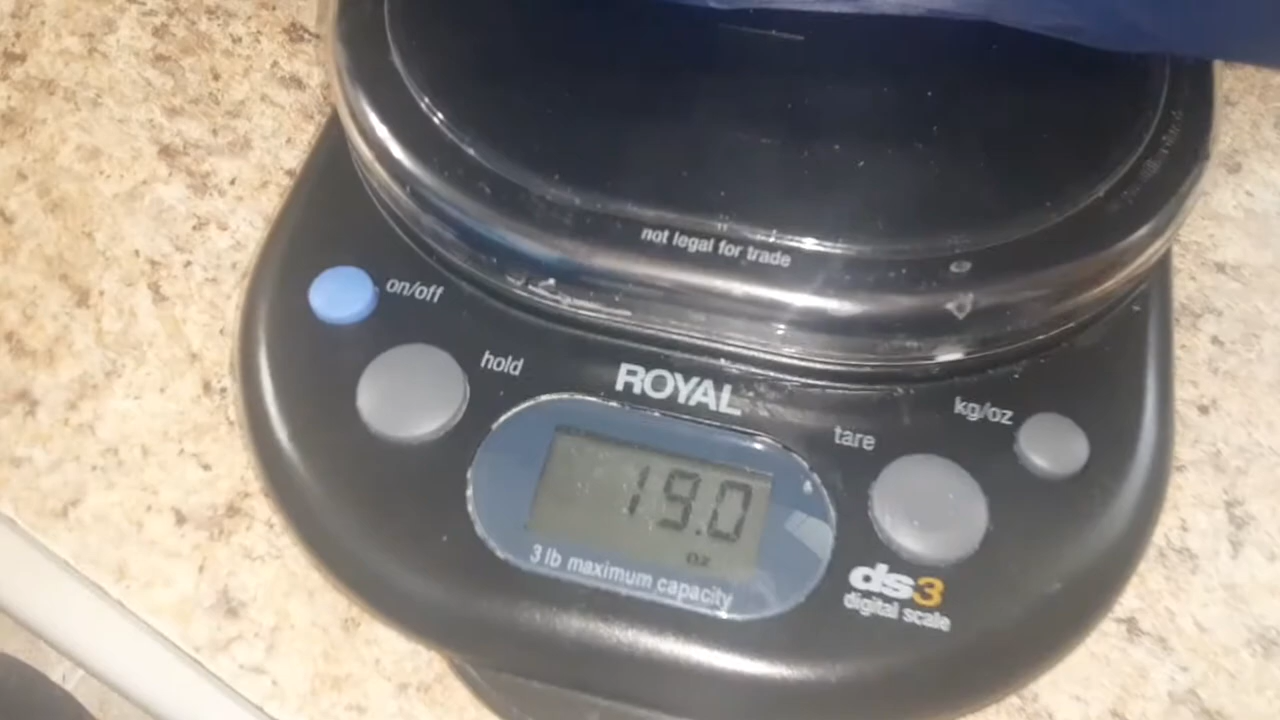 not legal for trade
on/off
hold
ROYAL
kg/oz
tare
19.0
oz
3 lb maximum capacity
ds3
digital scale